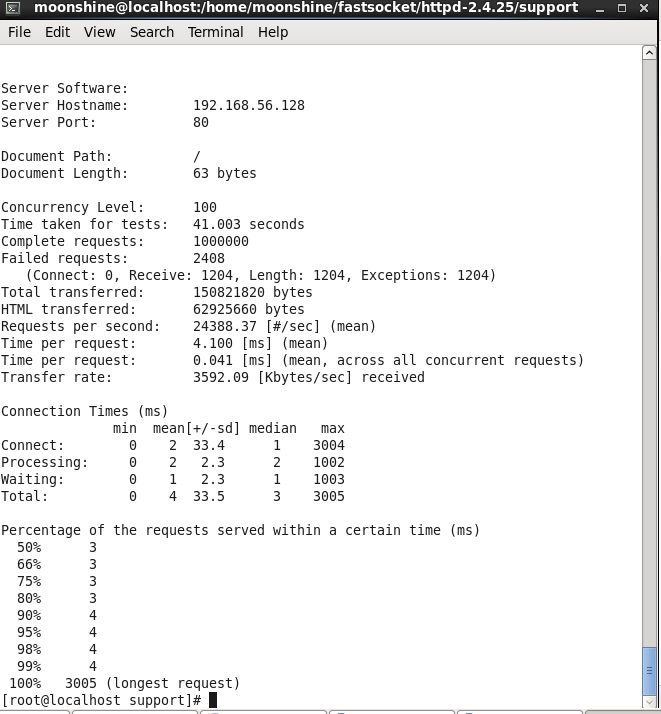 moonshine@localhost:/home/moonshine/fastsocket/httpd-2.4.25/support
File Edit View Search Terminal Help
Server Software:
Server Hostname: 192.168.56.128
Server Port: 80
Document Path: /
Document Length: 63 bytes
Concurrency Level: 100
Time taken for tests: 41.003 seconds
Complete requests: 1000000
Failed requests: 2408
(Connect: 0, Receive: 1204, Length: 1204, Exceptions: 1204)
Total transferred: 150821820 bytes
HTML transferred: 62925660 bytes
Requests per second: 24388.37 [#/sec] (mean)
Time per request: 4.100 [ms] (mean)
Time per request: 0.041 [ms] (mean, across all concurrent requests)
Transfer rate: 3592.09 [Kbytes/sec] received
Connection Times (ms)
min mean[+/-sd] median max
Connect: 0 2 33.4 1 3004
Processing: 0 2 2.3 2 1002
Waiting: 0 1 2.3 1 1003
Total: 0 4 33.5 3 3005
Percentage of the requests served within a certain time (ms)
50% 3
66% 3
75% 3
80% 3
90% 4
95% 4
98% 4
99% 4
100% 3005 (longest request)
[root@localhost support]#